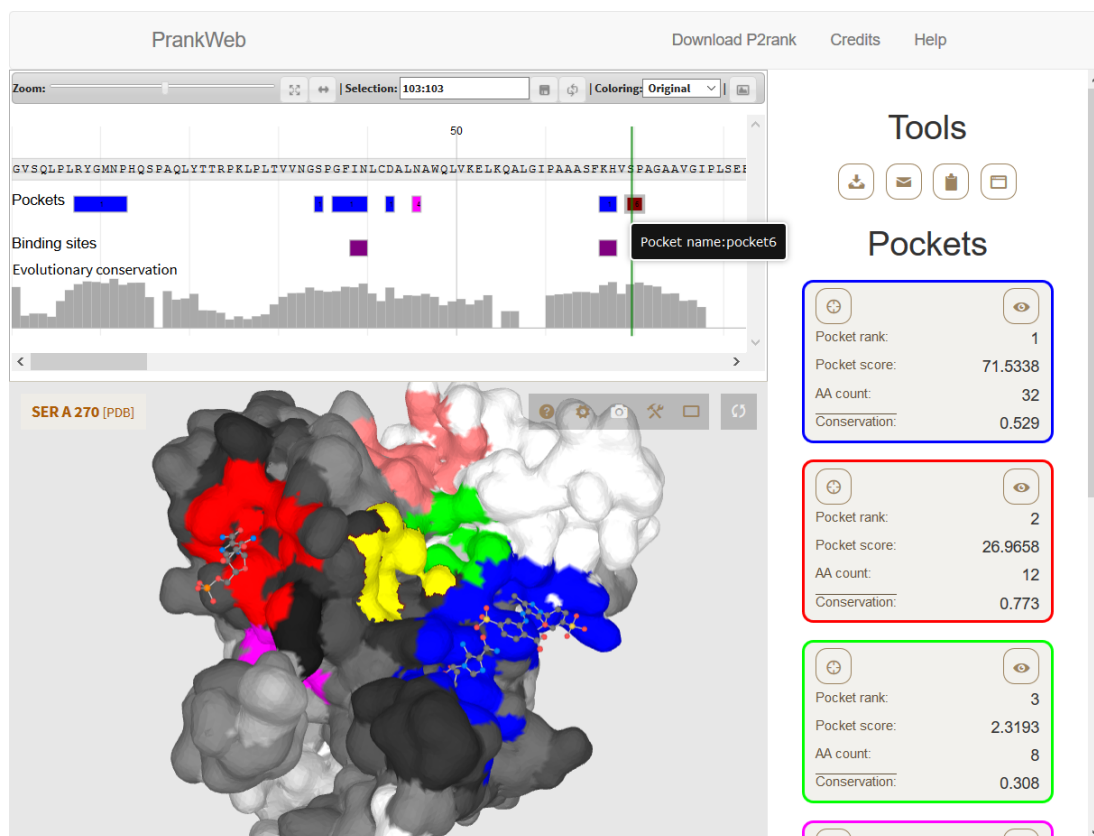 PrankWeb
Download P2rank
Credits
Help
Zoom:
| Selection: 103:103
| Coloring: Original |
50
GVSQLPLRYGMNPHQSPAQLYTTRPKLPLTVVNGSPGFINLCDALNAWQLVKELKQALGIPAAASFKHVSPAGAAVGIPLSEE
Pockets
Binding sites
Pocket name:pocket6
Evolutionary conservation
SER A 270 [PDB]
Tools
Pockets
Pocket rank: 1
Pocket score: 71.5338
AA count: 32
Conservation: 0.529
Pocket rank: 2
Pocket score: 26.9658
AA count: 12
Conservation: 0.773
Pocket rank: 3
Pocket score: 2.3193
AA count: 8
Conservation: 0.308